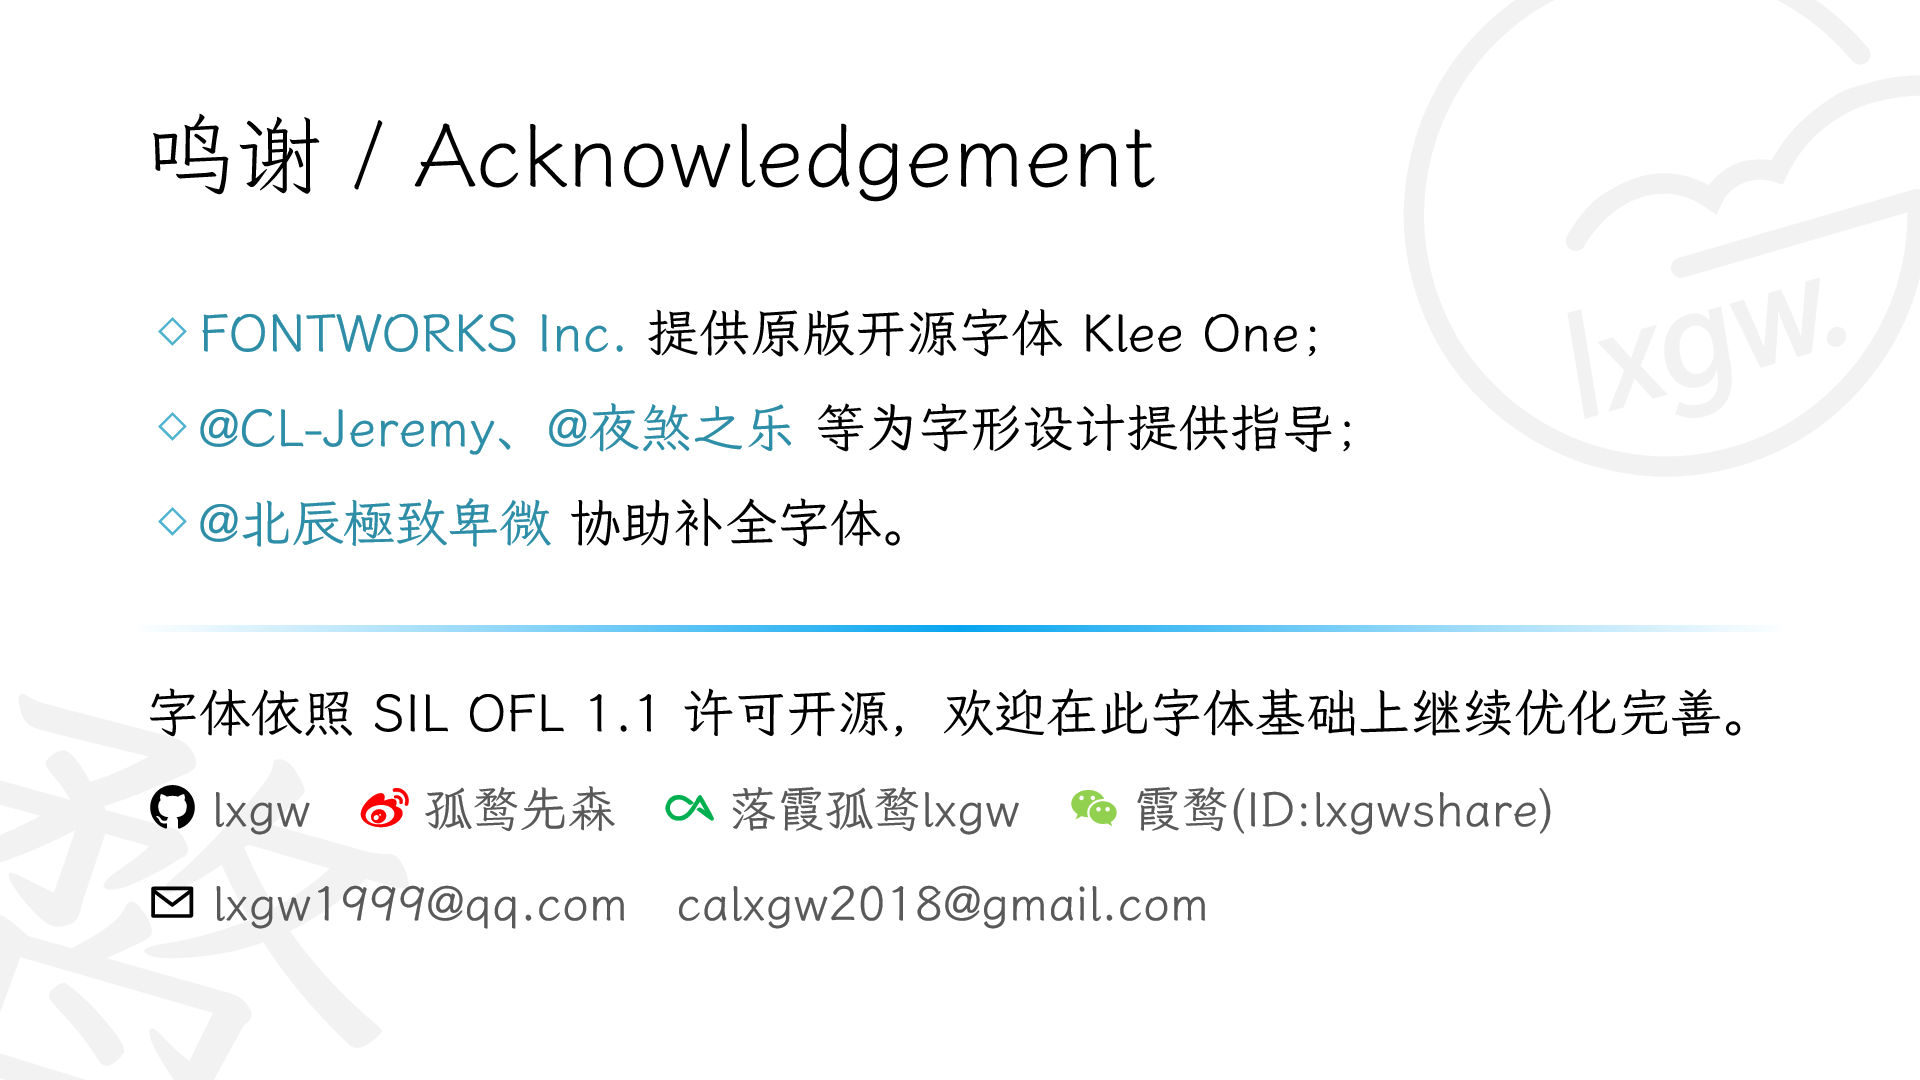 鸣谢 / Acknowledgement
lxgw.
FONTWORKS Inc. 提供原版开源字体 Klee One；
@CL-Jeremy、@夜煞之乐 等为字形设计提供指导；
@北辰極致卑微 协助补全字体。
字体依照 SIL OFL 1.1 许可开源，欢迎在此字体基础上继续优化完善。
lxgw 孤鹜先森 落霞孤鹜lxgw 霞鹜(ID:lxgwshare)
lxgw1999@qq.com calxgw2018@gmail.com